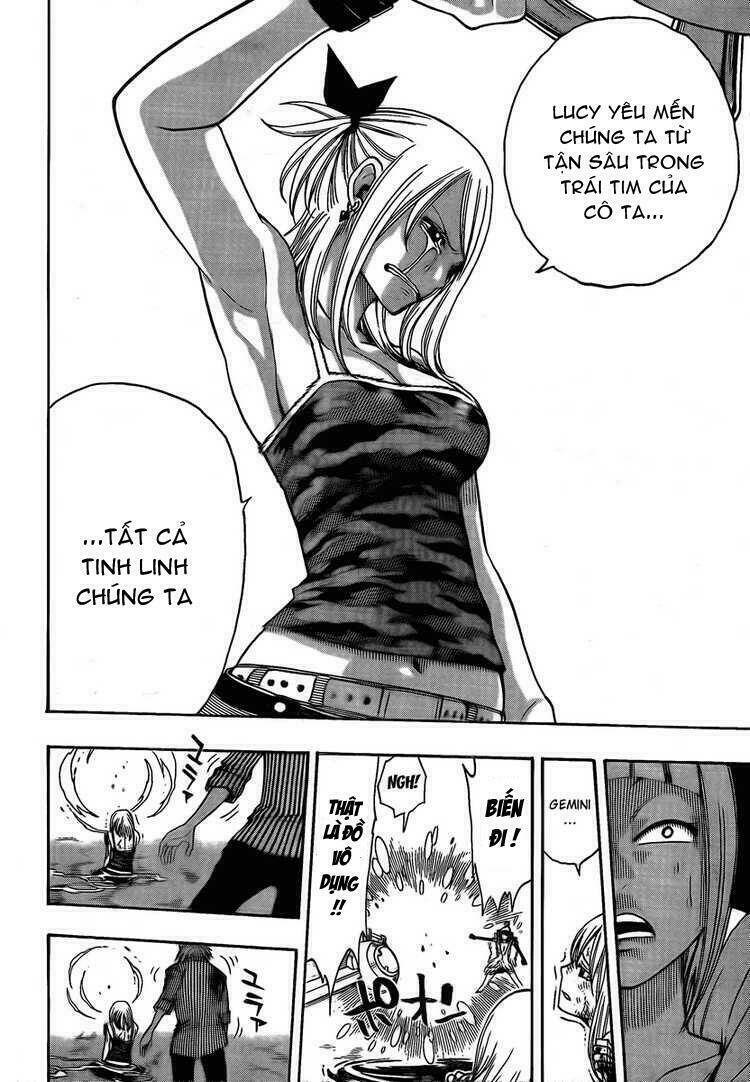 LUCY YÊU MẾN
CHÚNG TA TỪ
TẬN SÂU TRONG
TRÁI TIM CỦA
CÔ TA...
...TẤT CẢ
TINH LINH
CHÚNG TA
GEMINI
...
BIẾN
ĐI !
NGH!
THẬT
LÀ ĐỒ
VÔ
DỤNG
!!